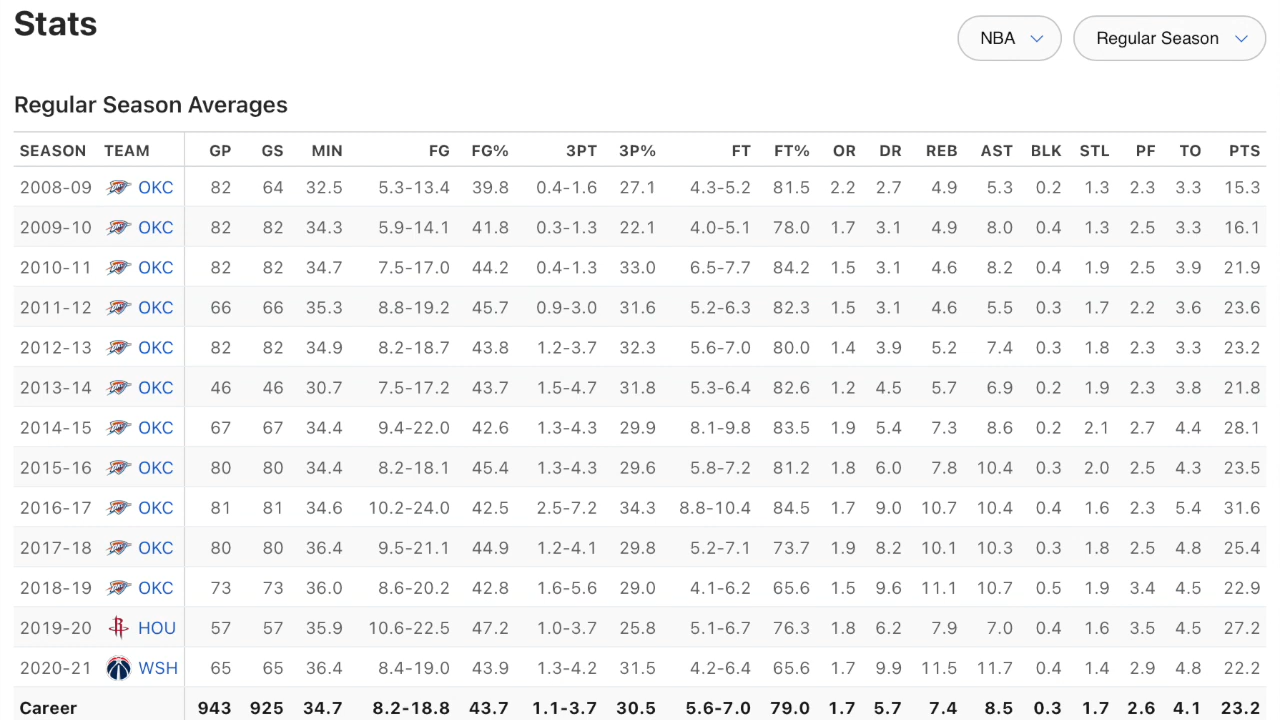 Stats
NBA Regular Season
Regular Season Averages
SEASON TEAM GP GS MIN FG FG% 3PT 3P% FT FT% OR DR REB AST BLK STL PF TO PTS
2008-09 OKC 82 64 32.5 5.3-13.4 39.8 0.4-1.6 27.1 4.3-5.2 81.5 2.2 2.7 4.9 5.3 0.2 1.3 2.3 3.3 15.3
2009-10 OKC 82 82 34.3 5.9-14.1 41.8 0.3-1.3 22.1 4.0-5.1 78.0 1.7 3.1 4.9 8.0 0.4 1.3 2.5 3.3 16.1
2010-11 OKC 82 82 34.7 7.5-17.0 44.2 0.4-1.3 33.0 6.5-7.7 84.2 1.5 3.1 4.6 8.2 0.4 1.9 2.5 3.9 21.9
2011-12 OKC 66 66 35.3 8.8-19.2 45.7 0.9-3.0 31.6 5.2-6.3 82.3 1.5 3.1 4.6 5.5 0.3 1.7 2.2 3.6 23.6
2012-13 OKC 82 82 34.9 8.2-18.7 43.8 1.2-3.7 32.3 5.6-7.0 80.0 1.4 3.9 5.2 7.4 0.3 1.8 2.3 3.3 23.2
2013-14 OKC 46 46 30.7 7.5-17.2 43.7 1.5-4.7 31.8 5.3-6.4 82.6 1.2 4.5 5.7 6.9 0.2 1.9 2.3 3.8 21.8
2014-15 OKC 67 67 34.4 9.4-22.0 42.6 1.3-4.3 29.9 8.1-9.8 83.5 1.9 5.4 7.3 8.6 0.2 2.1 2.7 4.4 28.1
2015-16 OKC 80 80 34.4 8.2-18.1 45.4 1.3-4.3 29.6 5.8-7.2 81.2 1.8 6.0 7.8 10.4 0.3 2.0 2.5 4.3 23.5
2016-17 OKC 81 81 34.6 10.2-24.0 42.5 2.5-7.2 34.3 8.8-10.4 84.5 1.7 9.0 10.7 10.4 0.4 1.6 2.3 5.4 31.6
2017-18 OKC 80 80 36.4 9.5-21.1 44.9 1.2-4.1 29.8 5.2-7.1 73.7 1.9 8.2 10.1 10.3 0.3 1.8 2.5 4.8 25.4
2018-19 OKC 73 73 36.0 8.6-20.2 42.8 1.6-5.6 29.0 4.1-6.2 65.6 1.5 9.6 11.1 10.7 0.5 1.9 3.4 4.5 22.9
2019-20 HOU 57 57 35.9 10.6-22.5 47.2 1.0-3.7 25.8 5.1-6.7 76.3 1.8 6.2 7.9 7.0 0.4 1.6 3.5 4.5 27.2
2020-21 WSH 65 65 36.4 8.4-19.0 43.9 1.3-4.2 31.5 4.2-6.4 65.6 1.7 9.9 11.5 11.7 0.4 1.4 2.9 4.8 22.2
Career 943 925 34.7 8.2-18.8 43.7 1.1-3.7 30.5 5.6-7.0 79.0 1.7 5.7 7.4 8.5 0.3 1.7 2.6 4.1 23.2